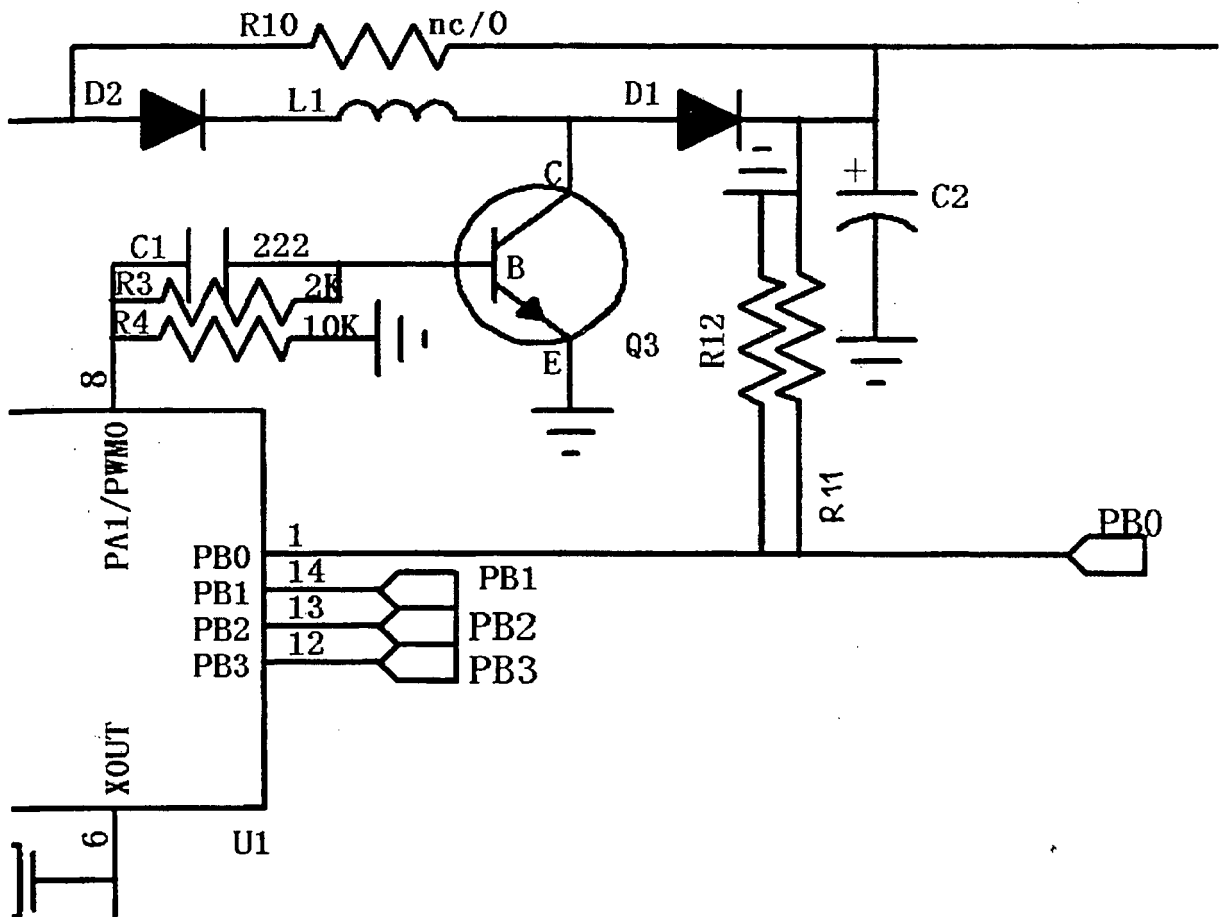 R10 nc/0
D2
L1
D1
C
+
C2
C1 222
B
R3 2K
R4 10K
Q3
E
R12
8
PA1/PWM0
R11
PB0
PB0 1
PB1 14 PB1
PB2 13 PB2
PB3 12 PB3
XOUT
6
U1